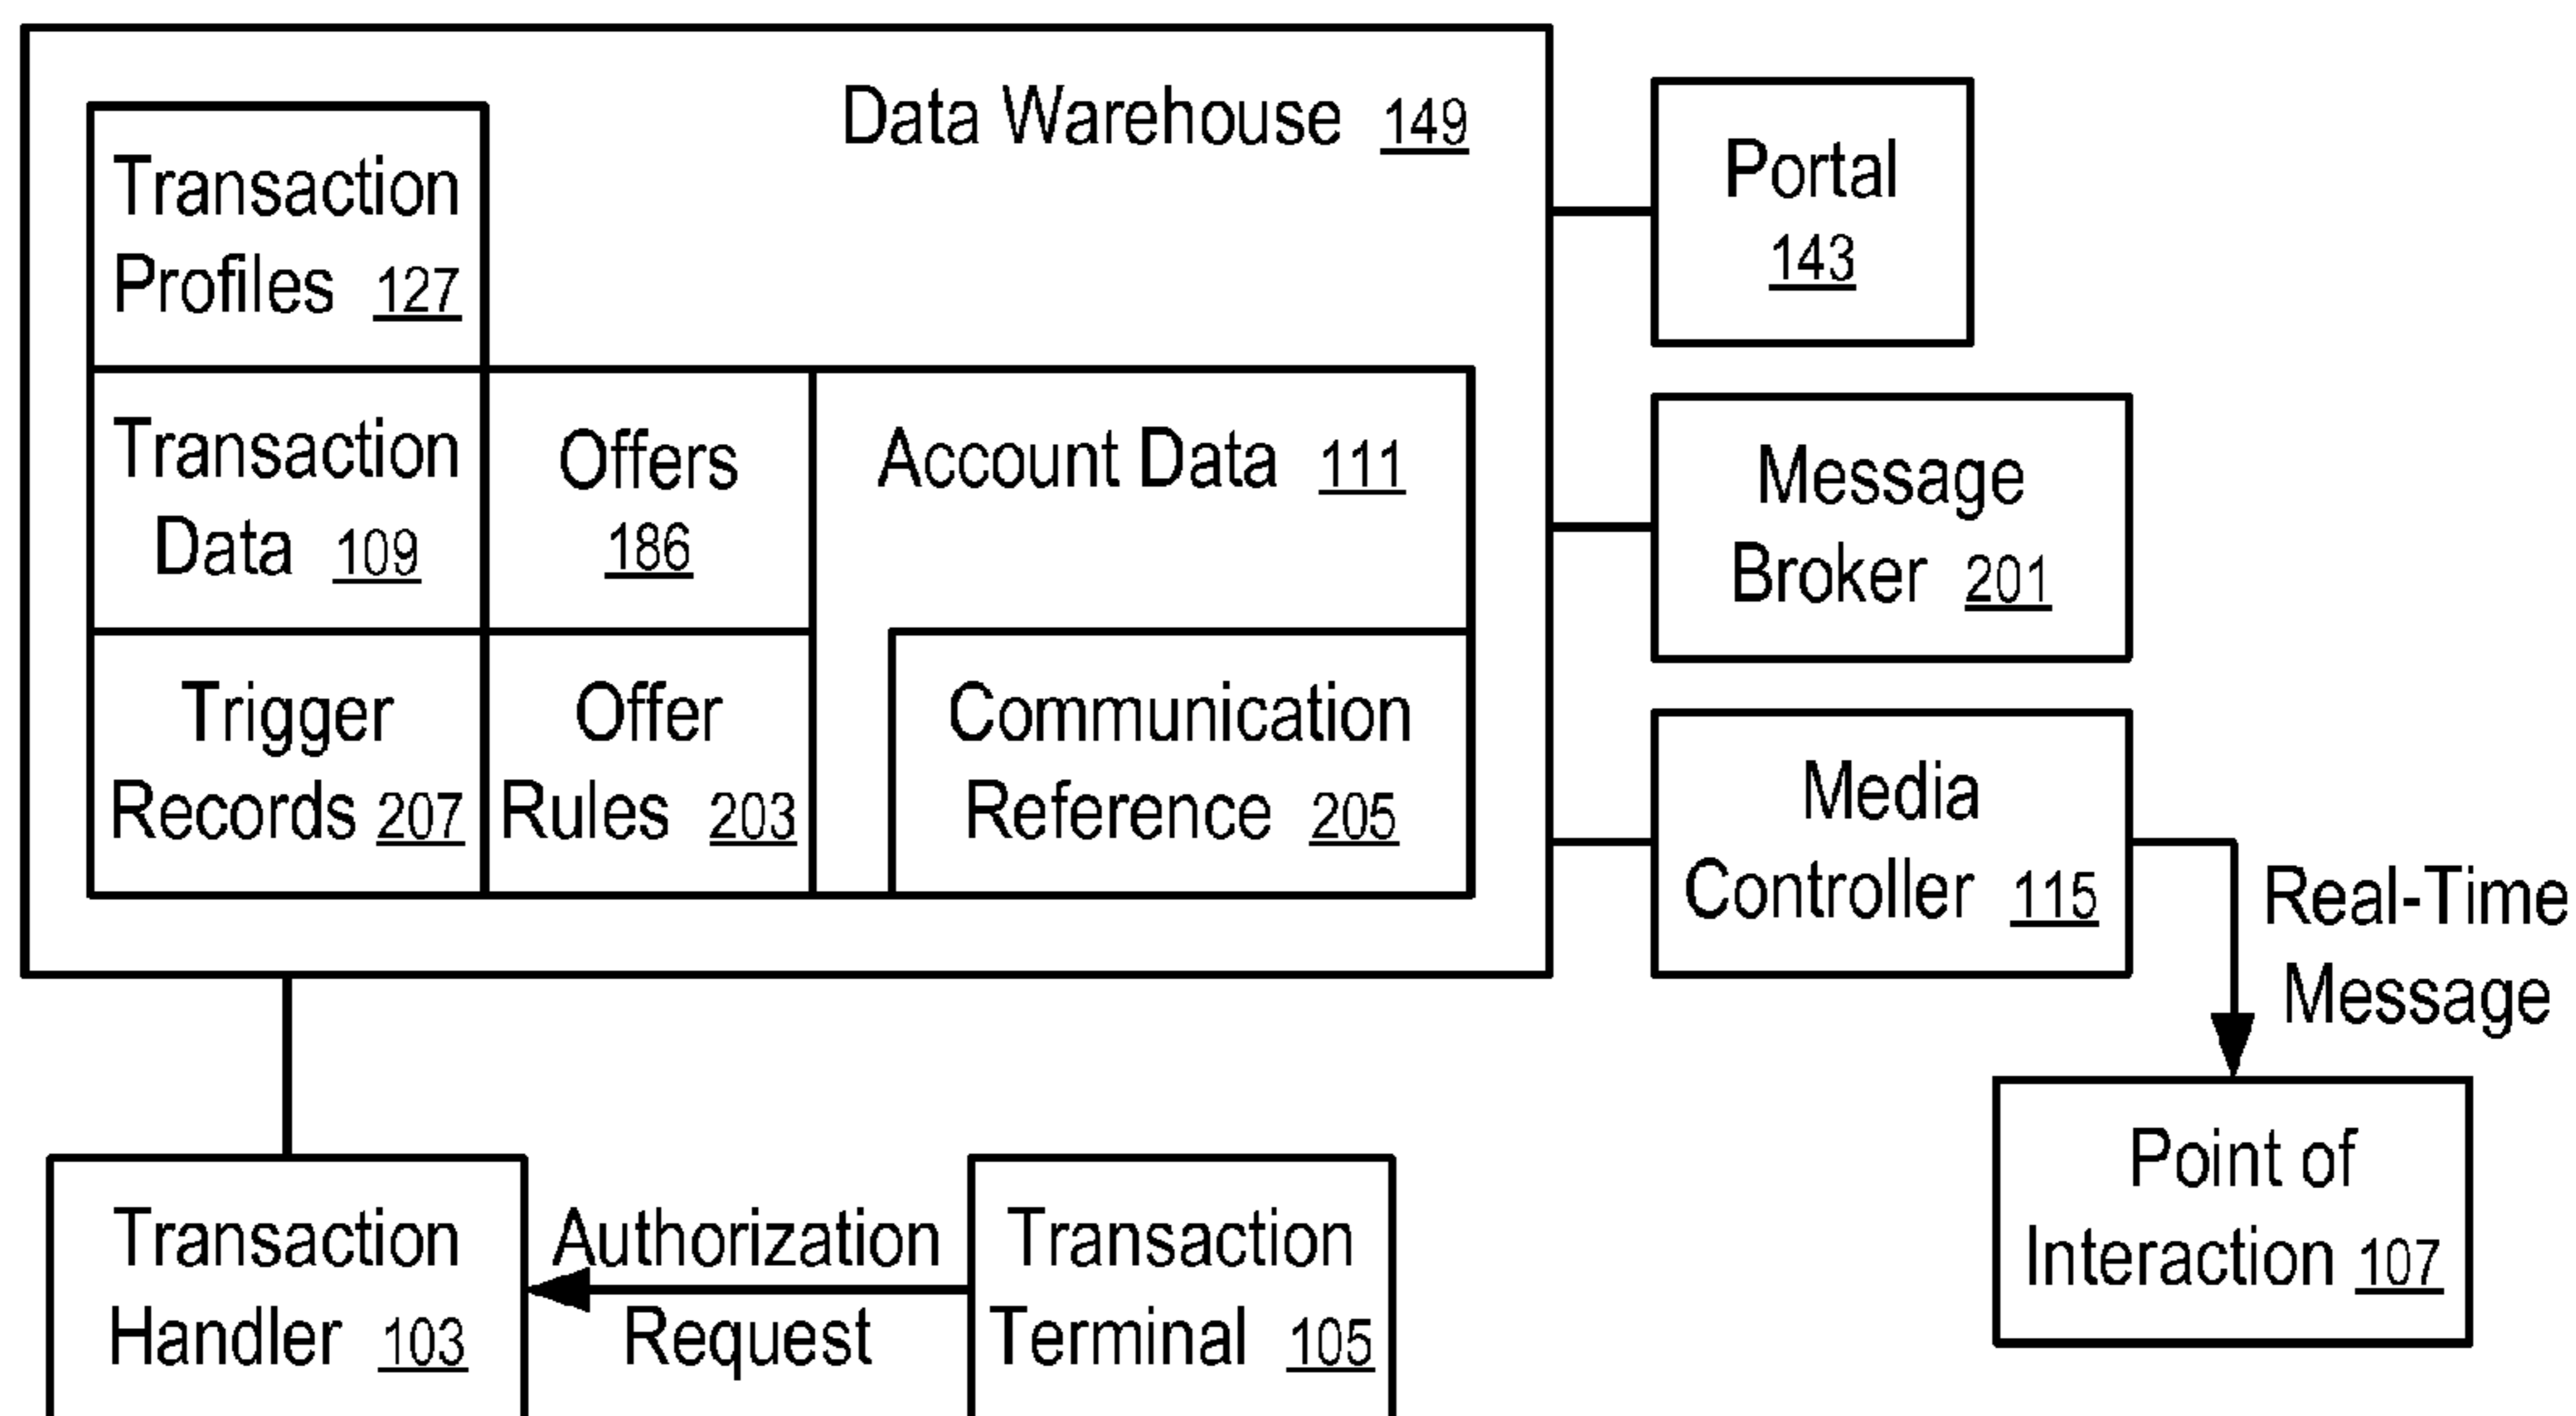 Data Warehouse 149
Transaction
Profiles 127
Transaction
Data 109
Offers
186
Account Data 111
Trigger
Records 207
Offer
Rules 203
Communication
Reference 205
Portal
143
Message
Broker 201
Media
Controller 115
Real-Time
Message
Point of
Interaction 107
Transaction
Handler 103
Authorization
Request
Transaction
Terminal 105